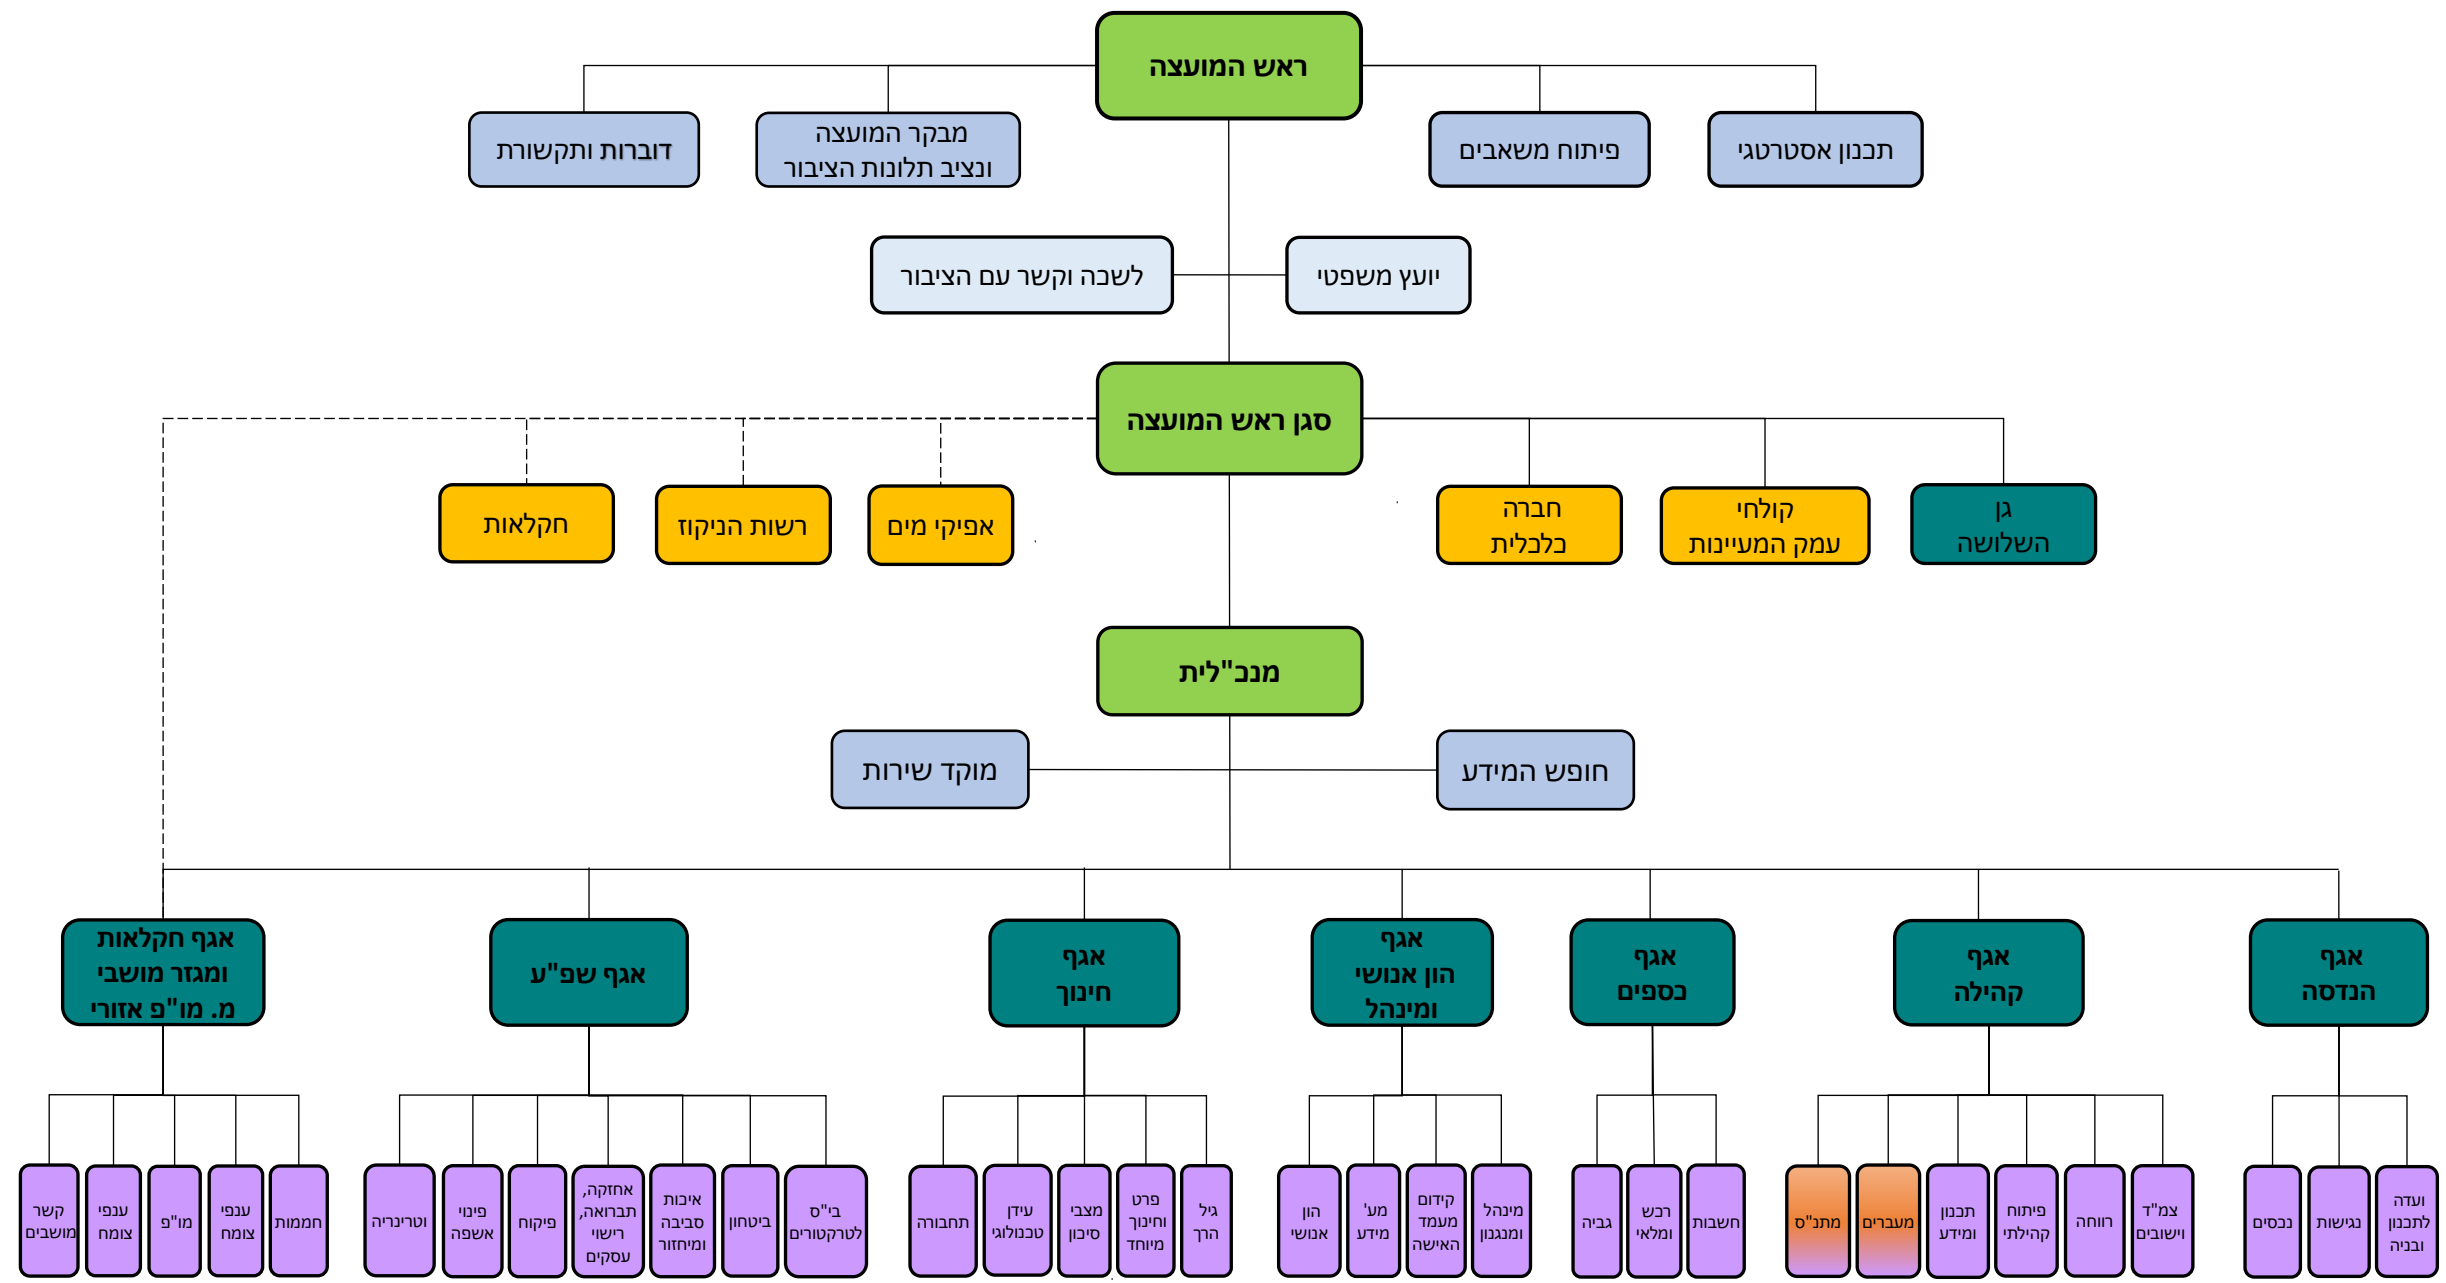 ראש המועצה
תכנון אסטרטגי
פיתוח משאבים
מבקר המועצה
ונציב תלונות הציבור
דוברות ותקשורת
יועץ משפטי
לשכה וקשר עם הציבור
סגן ראש המועצה
גן
השלושה
קולחי
עמק המעיינות
חברה
כלכלית
אפיקי מים
רשות הניקוז
חקלאות
מנכ"לית
חופש המידע
מוקד שירות
אגף
הנדסה
אגף
קהילה
אגף
כספים
אגף
הון אנושי
ומינהל
אגף
חינוך
אגף שפ"ע
אגף חקלאות
ומגזר מושבי
מ. מו"פ אזורי
ועדה
לתכנון
ובניה
נגישות
נכסים
צמ"ד
וישובים
רווחה
פיתוח
קהילתי
תכנון
ומידע
מעברים
מתנ"ס
חשבות
רכש
ומלאי
גביה
מינהל
ומנגנון
קידום
מעמד
האישה
מע'
מידע
הון
אנושי
גיל
הרך
פרט
וחינוך
מיוחד
מצבי
סיכון
עידן
טכנולוגי
תחבורה
בי"ס
לטרקטורים
ביטחון
איכות
סביבה
ומיחזור
אחזקה,
תברואה,
רישוי
עסקים
פיקוח
פינוי
אשפה
וטרינריה
חממות
ענפי
צומח
מו"פ
ענפי
צומח
קשר
מושבים